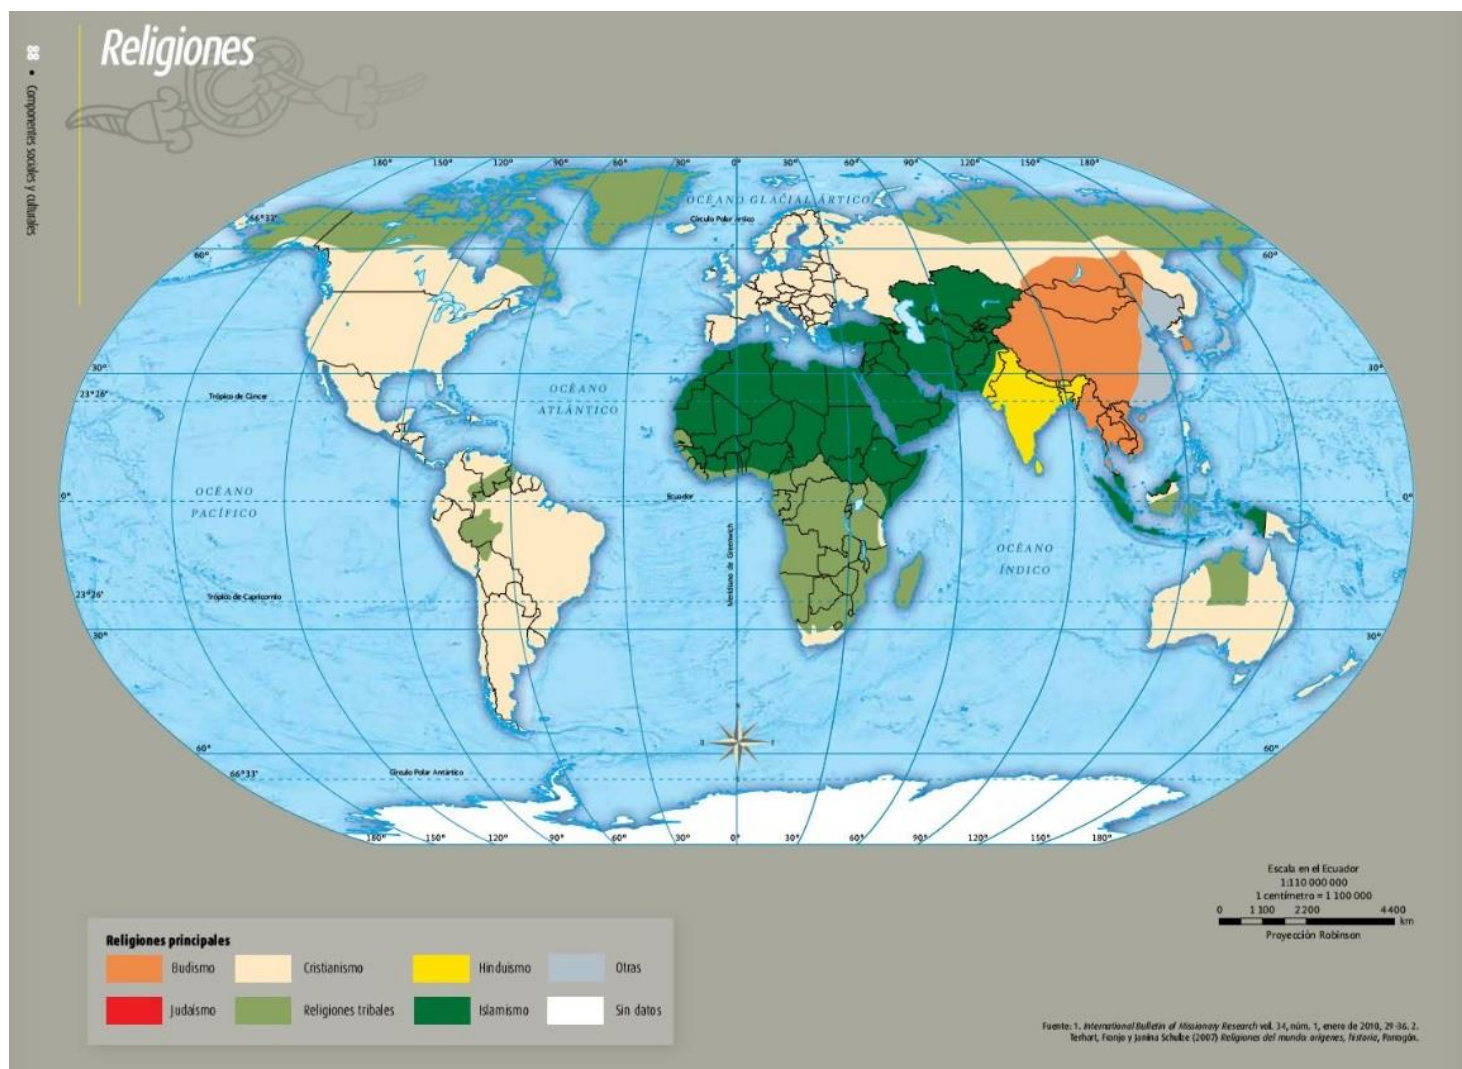 Religiones
88 • Componentes sociales y culturales
180° 150° 120° 90° 60° 30° 0° 30° 60° 90° 120° 150° 180°
OCÉANO GLACIAL ÁRTICO
66°33' Círculo Polar Ártico
60° 60°
30° 30°
OCÉANO
ATLÁNTICO
23°26' Trópico de Cáncer
OCÉANO
PACÍFICO
0° Ecuador 0°
Meridiano de Greenwich
OCÉANO
ÍNDICO
23°26' Trópico de Capricornio
30° 30°
60° 60°
66°33' Círculo Polar Antártico
180° 150° 120° 90° 60° 30° 0° 30° 60° 90° 120° 150° 180°
Escala en el Ecuador
1:110 000 000
1 centímetro = 1 100 000
0 1 100 2 200 4 400 km
Proyección Robinson
Religiones principales
Budismo Cristianismo Hinduismo Otras
Judaísmo Religiones tribales Islamismo Sin datos
Fuente: 1. International Bulletin of Missionary Research vol. 34, núm. 1, enero de 2010, 29-36. 2.
Terhart, Franjo y Janina Schulze (2007) Religiones del mundo: orígenes, historia, Parragón.